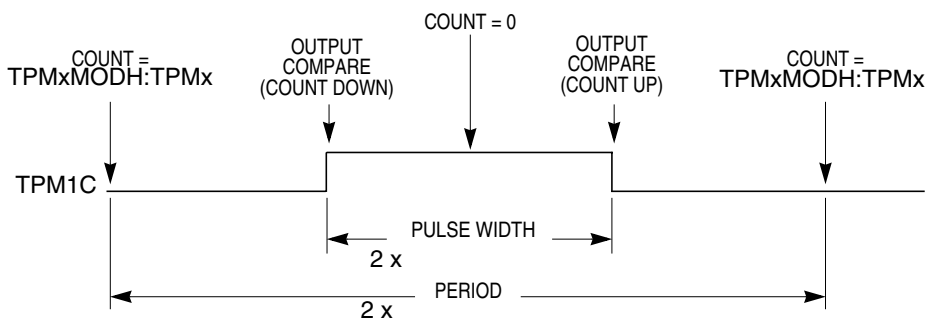 COUNT = 0
COUNT =
TPMxMODH:TPMx
OUTPUT
COMPARE
(COUNT DOWN)
OUTPUT
COMPARE
(COUNT UP)
COUNT =
TPMxMODH:TPMx
TPM1C
PULSE WIDTH
2 x
PERIOD
2 x